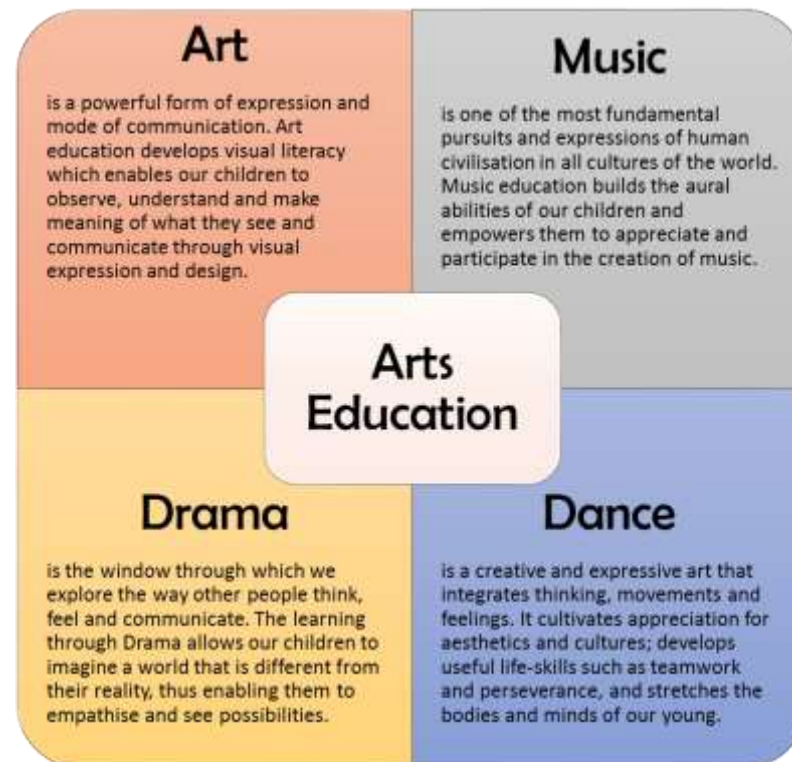 Art
is a powerful form of expression and
mode of communication. Art
education develops visual literacy
which enables our children to
observe, understand and make
meaning of what they see and
communicate through visual
expression and design.
Music
is one of the most fundamental
pursuits and expressions of human
civilisation in all cultures of the world.
Music education builds the aural
abilities of our children and
empowers them to appreciate and
participate in the creation of music.
Arts
Education
Drama
is the window through which we
explore the way other people think,
feel and communicate. The learning
through Drama allows our children to
imagine a world that is different from
their reality, thus enabling them to
empathise and see possibilities.
Dance
is a creative and expressive art that
integrates thinking, movements and
feelings. It cultivates appreciation for
aesthetics and cultures; develops
useful life-skills such as teamwork
and perseverance, and stretches the
bodies and minds of our young.